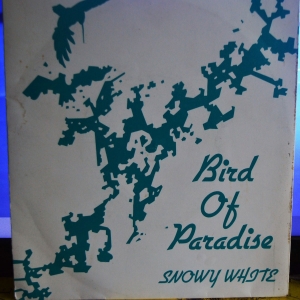 Bird
Of
Paradise
SNOWY WHITE